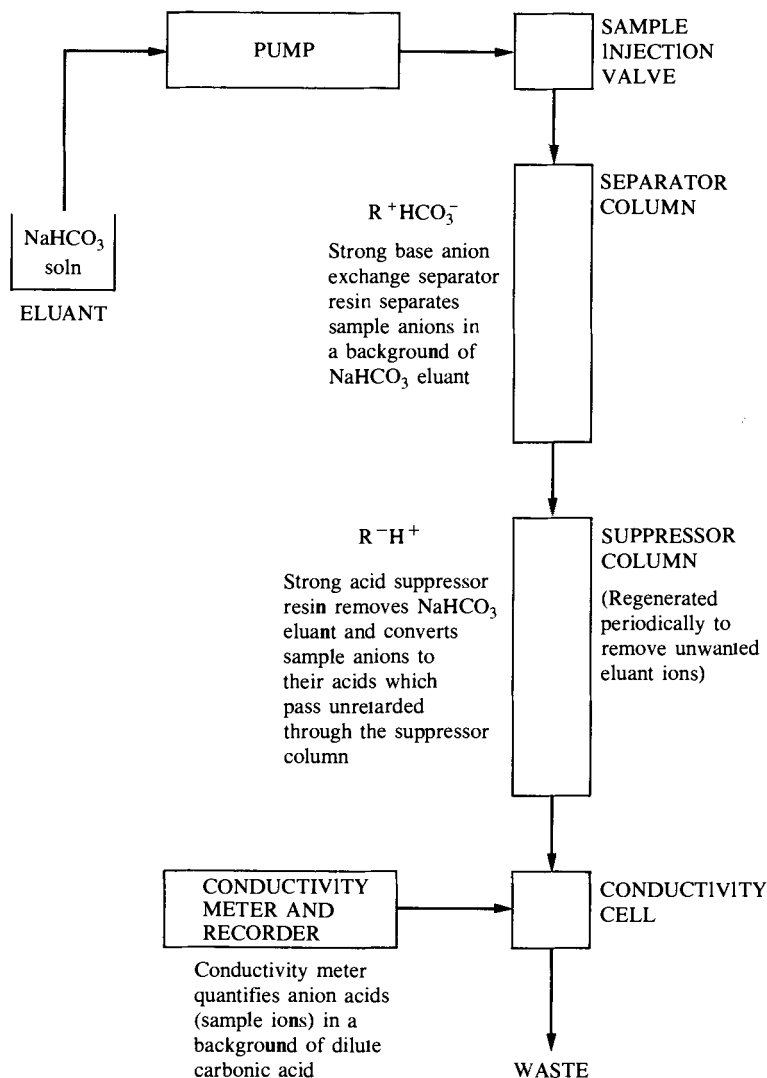 PUMP
SAMPLE
INJECTION
VALVE
NaHCO₃
soln
ELUANT
R⁺HCO₃⁻
Strong base anion
exchange separator
resin separates
sample anions in
a background of
NaHCO₃ eluant
SEPARATOR
COLUMN
R⁻H⁺
Strong acid suppressor
resin removes NaHCO₃
eluant and converts
sample anions to
their acids which
pass unretarded
through the suppressor
column
SUPPRESSOR
COLUMN
(Regenerated
periodically to
remove unwanted
eluant ions)
CONDUCTIVITY
METER AND
RECORDER
Conductivity meter
quantifies anion acids
(sample ions) in a
background of dilute
carbonic acid
CONDUCTIVITY
CELL
WASTE